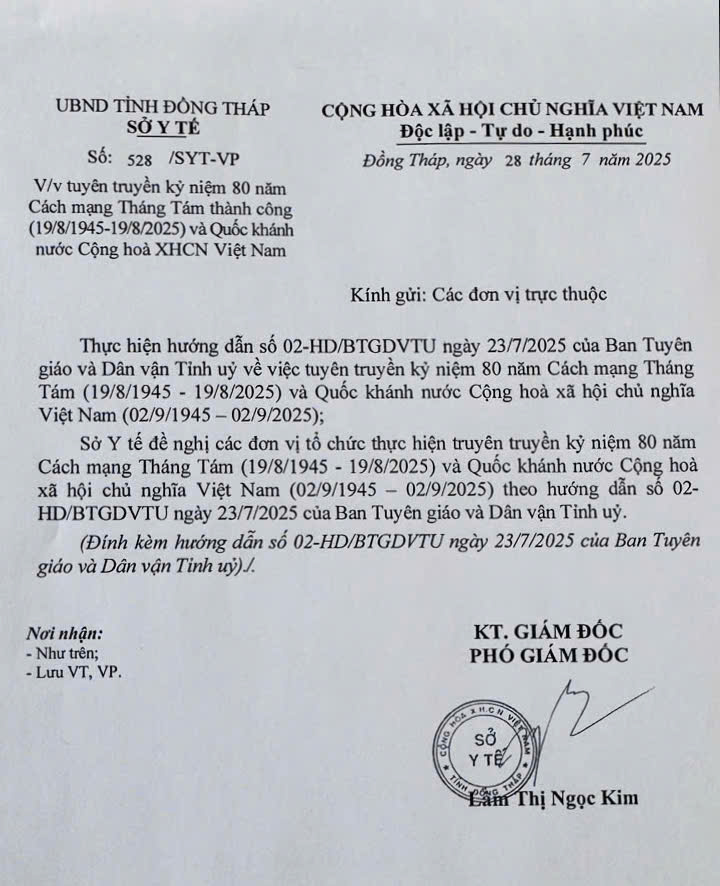 UBND TỈNH ĐỒNG THÁP
SỞ Y TẾ
Số: 528 /SYT-VP
V/v tuyên truyền kỷ niệm 80 năm
Cách mạng Tháng Tám thành công
(19/8/1945-19/8/2025) và Quốc khánh
nước Cộng hoà XHCN Việt Nam
CỘNG HÒA XÃ HỘI CHỦ NGHĨA VIỆT NAM
Độc lập - Tự do - Hạnh phúc
Đồng Tháp, ngày 28 tháng 7 năm 2025
Kính gửi: Các đơn vị trực thuộc
Thực hiện hướng dẫn số 02-HD/BTGDVTU ngày 23/7/2025 của Ban Tuyên
giáo và Dân vận Tỉnh uỷ về việc tuyên truyền kỷ niệm 80 năm Cách mạng Tháng
Tám (19/8/1945 - 19/8/2025) và Quốc khánh nước Cộng hoà xã hội chủ nghĩa
Việt Nam (02/9/1945 – 02/9/2025);
Sở Y tế đề nghị các đơn vị tổ chức thực hiện truyên truyền kỷ niệm 80 năm
Cách mạng Tháng Tám (19/8/1945 - 19/8/2025) và Quốc khánh nước Cộng hoà
xã hội chủ nghĩa Việt Nam (02/9/1945 – 02/9/2025) theo hướng dẫn số 02-
HD/BTGDVTU ngày 23/7/2025 của Ban Tuyên giáo và Dân vận Tỉnh uỷ.
(Đính kèm hướng dẫn số 02-HD/BTGDVTU ngày 23/7/2025 của Ban Tuyên
giáo và Dân vận Tỉnh uỷ)./.
Nơi nhận:
- Như trên;
- Lưu VT, VP.
KT. GIÁM ĐỐC
PHÓ GIÁM ĐỐC
CỘNG HÒA X.H.C.N VIỆT NAM
SỞ
Y TẾ
★ TỈNH ĐỒNG THÁP ★
Lâm Thị Ngọc Kim